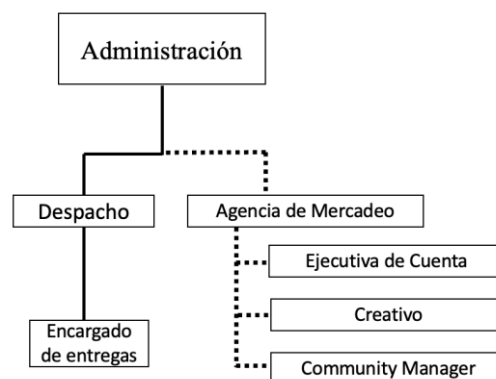 Administración
Despacho
Agencia de Mercadeo
Ejecutiva de Cuenta
Creativo
Encargado
de entregas
Community Manager